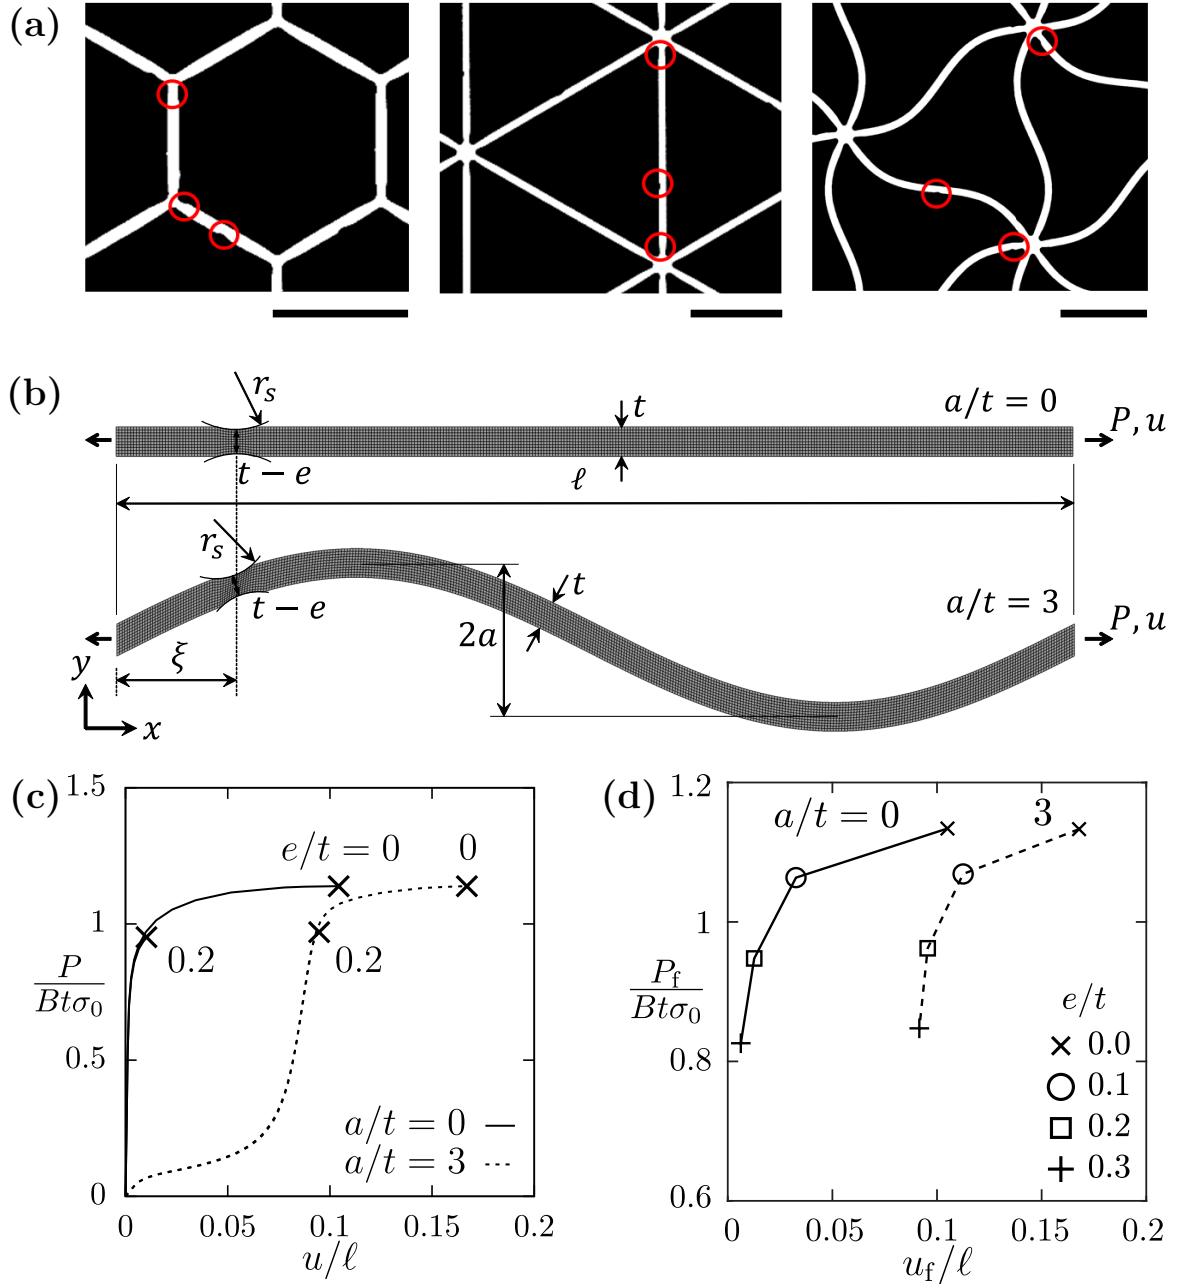 (a)
(b)
r_s
t
a/t = 0
P, u
t − e
ℓ
r_s
t
a/t = 3
t − e
2a
P, u
ξ
y
x
(c)
1.5
1
0.5
0
P/Btσ_0
e/t = 0
0
0.2
0.2
a/t = 0
a/t = 3
0
0.05
0.1
0.15
0.2
u/ℓ
(d)
1.2
1
0.8
0.6
P_f/Btσ_0
a/t = 0
3
e/t
0.0
0.1
0.2
0.3
0
0.05
0.1
0.15
0.2
u_f/ℓ